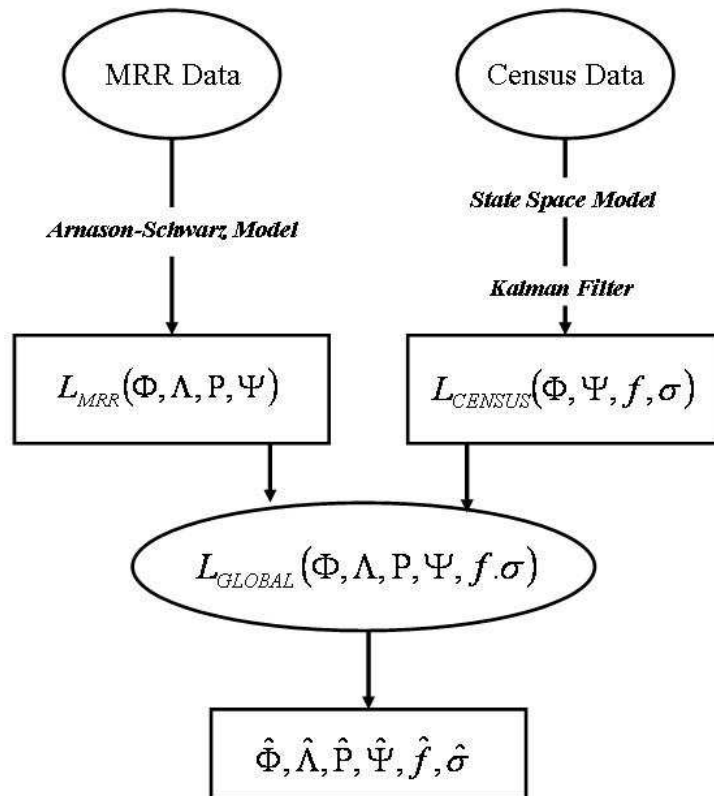 MRR Data
Census Data
Arnason-Schwarz Model
State Space Model
Kalman Filter
L_MRR(Φ, Λ, Ρ, Ψ)
L_CENSUS(Φ, Ψ, f, σ)
L_GLOBAL(Φ, Λ, Ρ, Ψ, f.σ)
Φ̂, Λ̂, Ρ̂, Ψ̂, f̂, σ̂